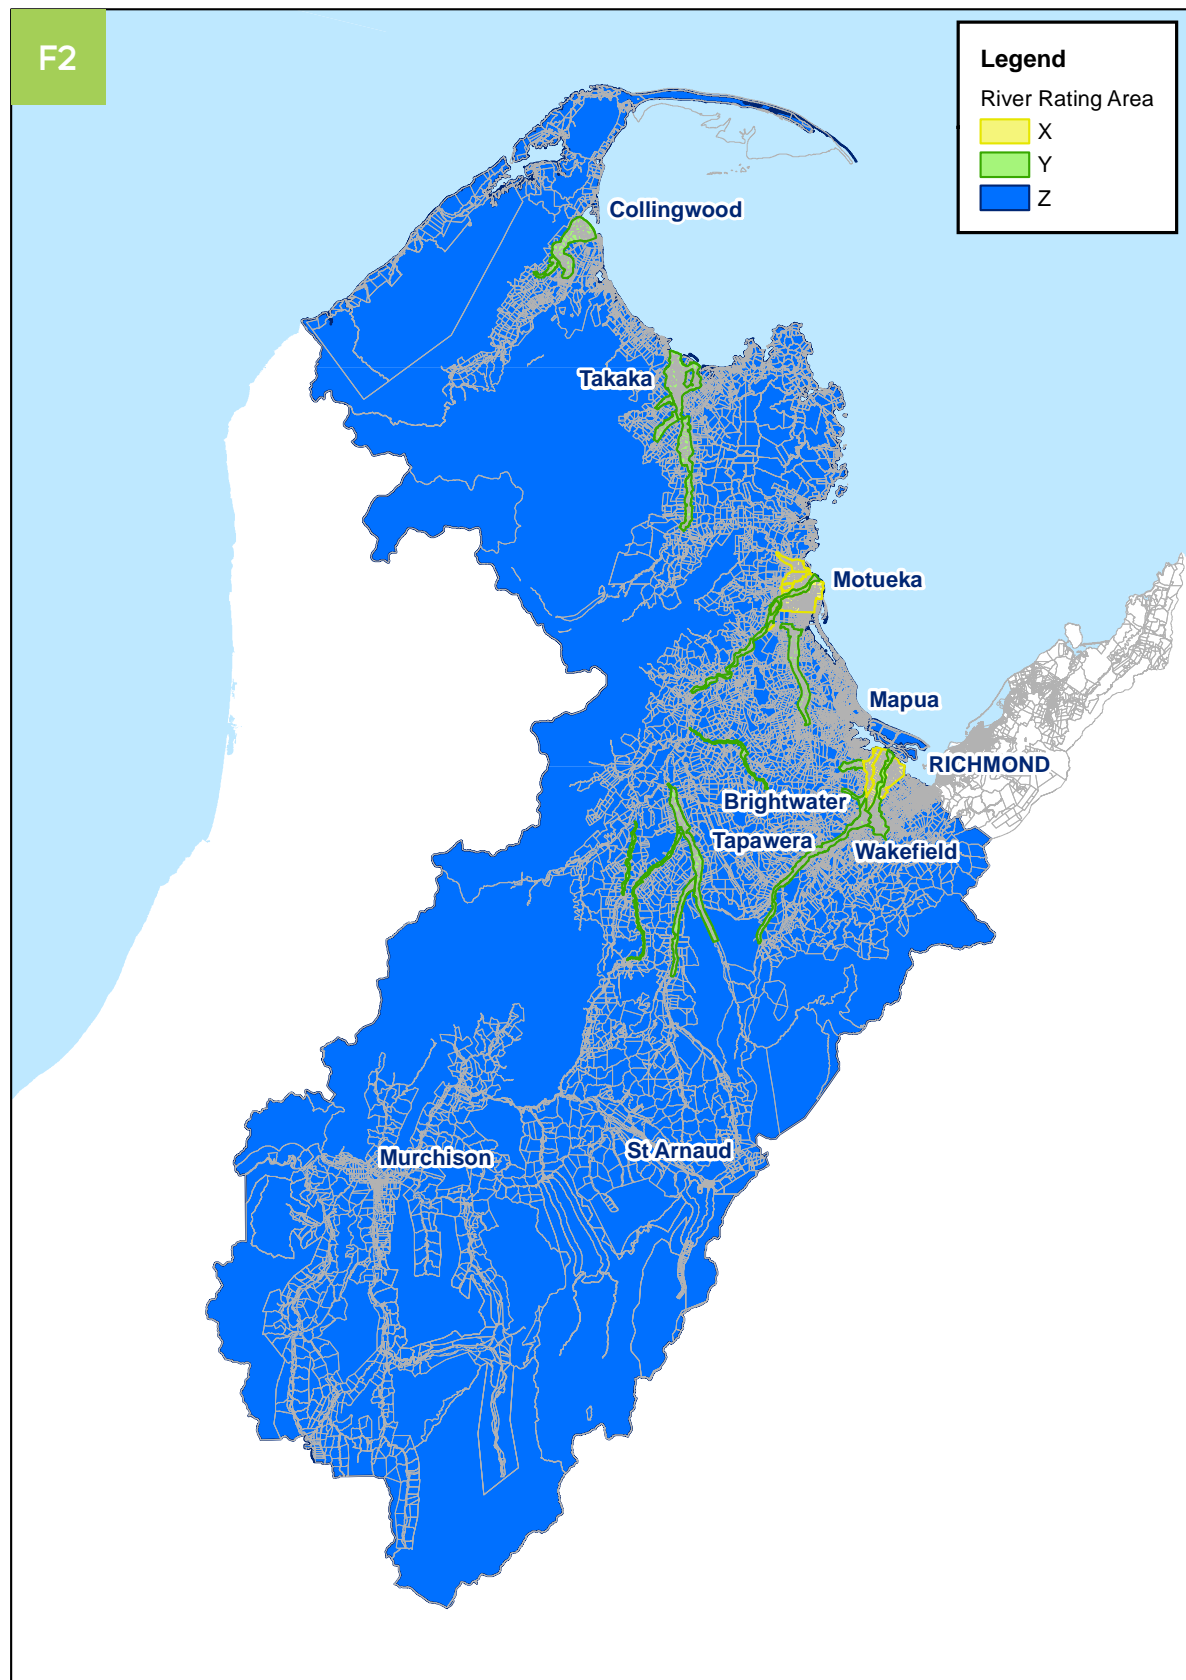 F2
Legend
River Rating Area
X
Y
Z
Collingwood
Takaka
Motueka
Mapua
RICHMOND
Brightwater
Tapawera
Wakefield
Murchison
St Arnaud